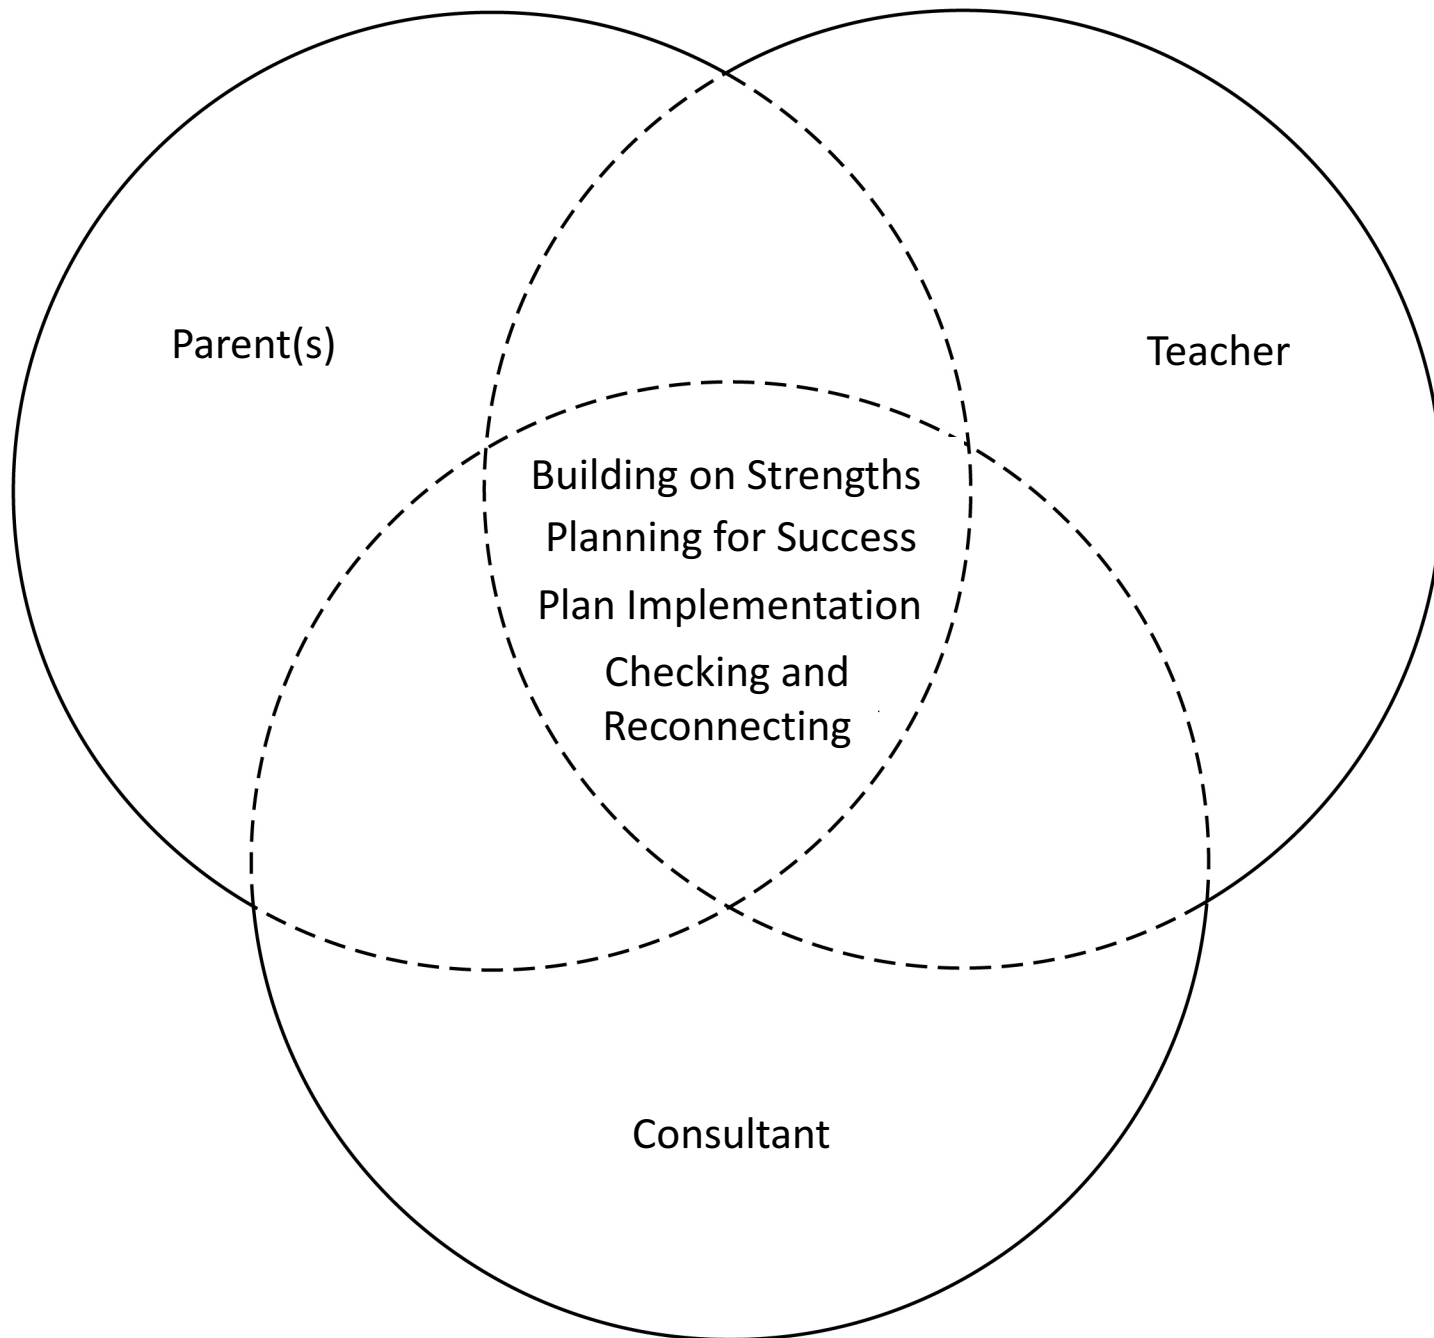 Parent(s)
Teacher
Building on Strengths
Planning for Success
Plan Implementation
Checking and
Reconnecting
Consultant